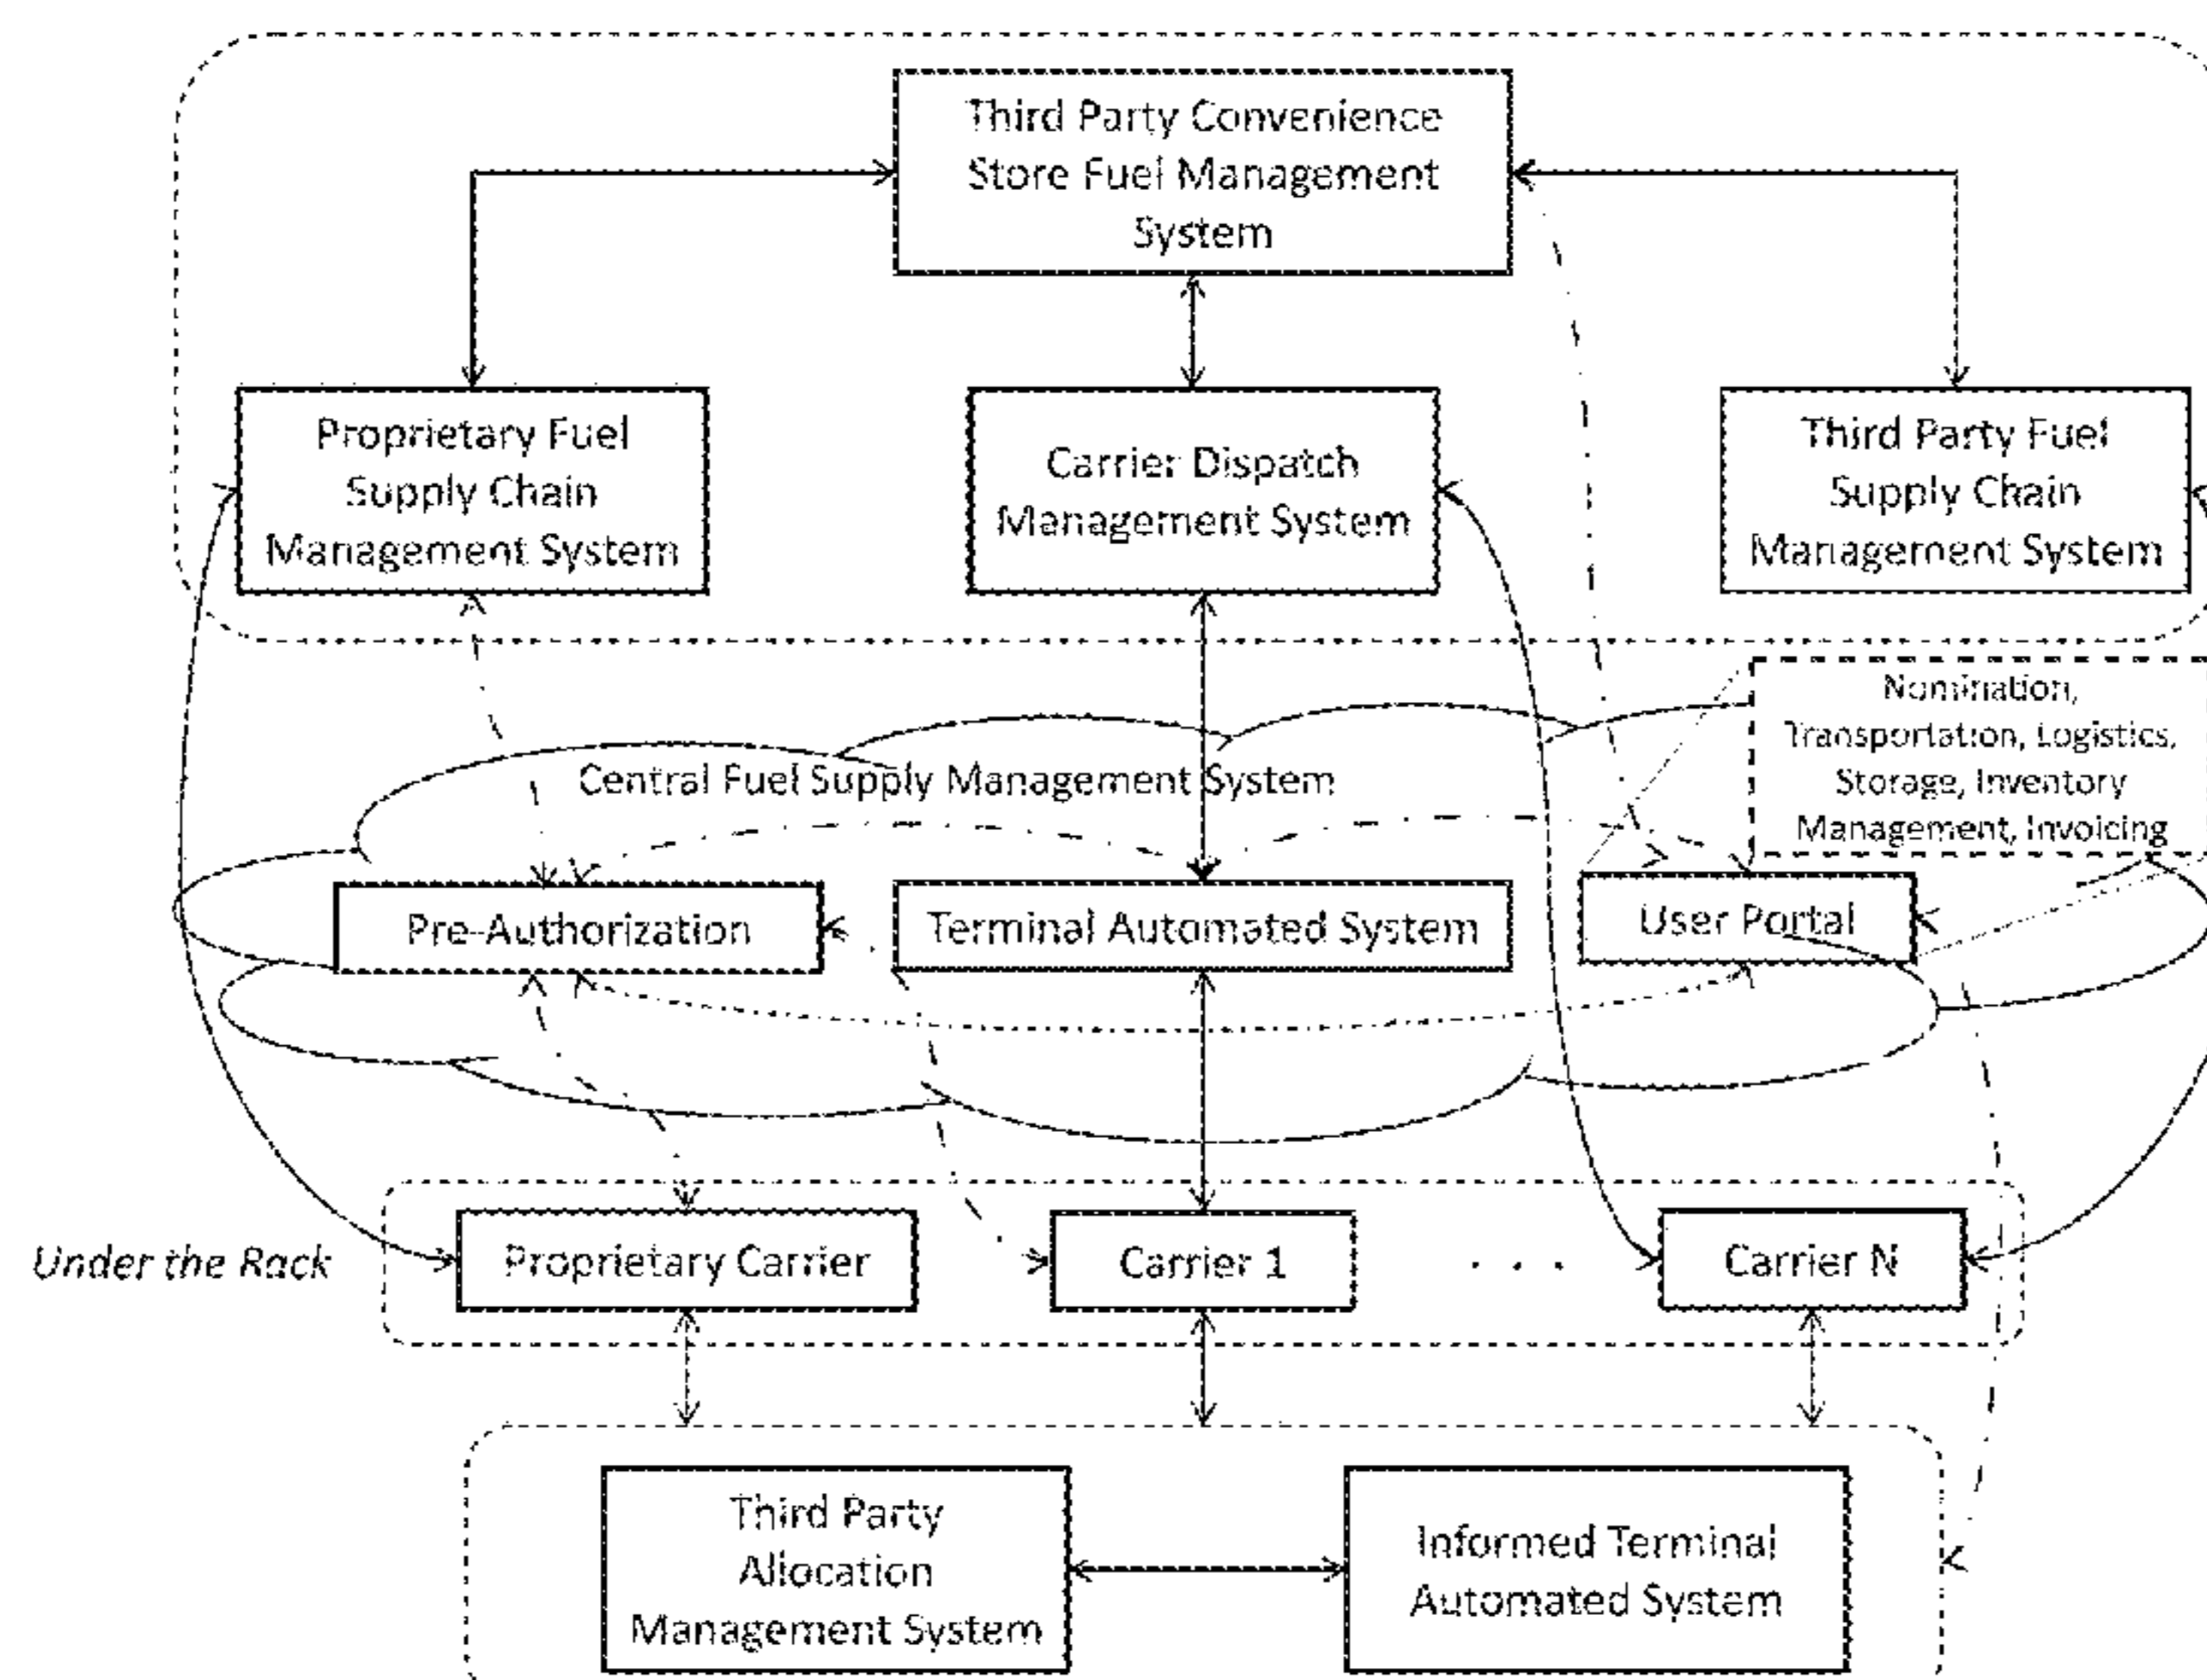 Third Party Convenience
Store Fuel Management
System
Proprietary Fuel
Supply Chain
Management System
Carrier Dispatch
Management System
Third Party Fuel
Supply Chain
Management System
Nomination,
Transportation, Logistics,
Storage, Inventory
Management, Invoicing
Central Fuel Supply Management System
Pre-Authorization
Terminal Automated System
User Portal
Under the Rack
Proprietary Carrier
Carrier 1
. . .
Carrier N
Third Party
Allocation
Management System
Informed Terminal
Automated System